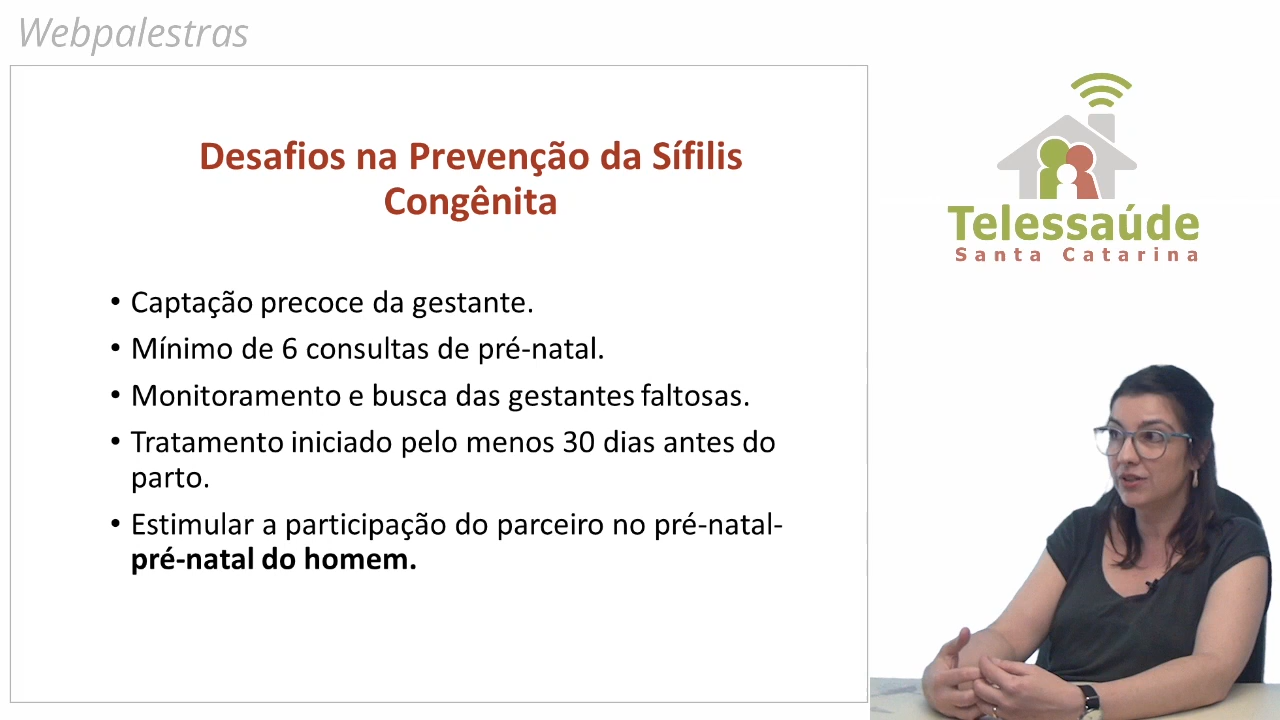 Webpalestras
Desafios na Prevenção da Sífilis
Congênita
• Captação precoce da gestante.
• Mínimo de 6 consultas de pré-natal.
• Monitoramento e busca das gestantes faltosas.
• Tratamento iniciado pelo menos 30 dias antes do
parto.
• Estimular a participação do parceiro no pré-natal-
pré-natal do homem.
Telessaúde
Santa Catarina